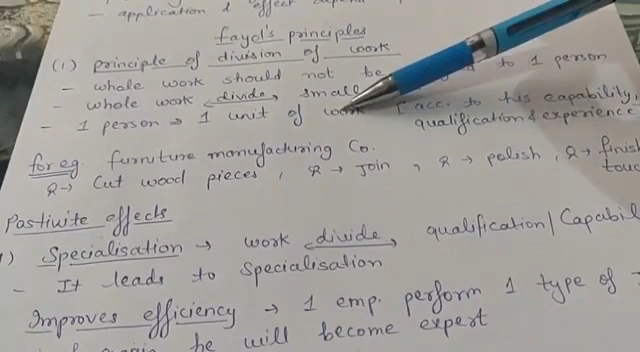 - application & effect
Fayol's principles
(1) principle of division of work
- whole work should not be to 1 person
- whole work divide, small
- 1 person → 1 unit of work [acc. to his capability, qualification & experience
for eg. furniture manufacturing Co.
→ Cut wood pieces, → Join, → polish, → finish touc
Pastivite effects
1) Specialisation → work divide, qualification/Capabil
- It leads to Specialisation
Improves efficiency → 1 emp. perform 1 type of
he will become expert